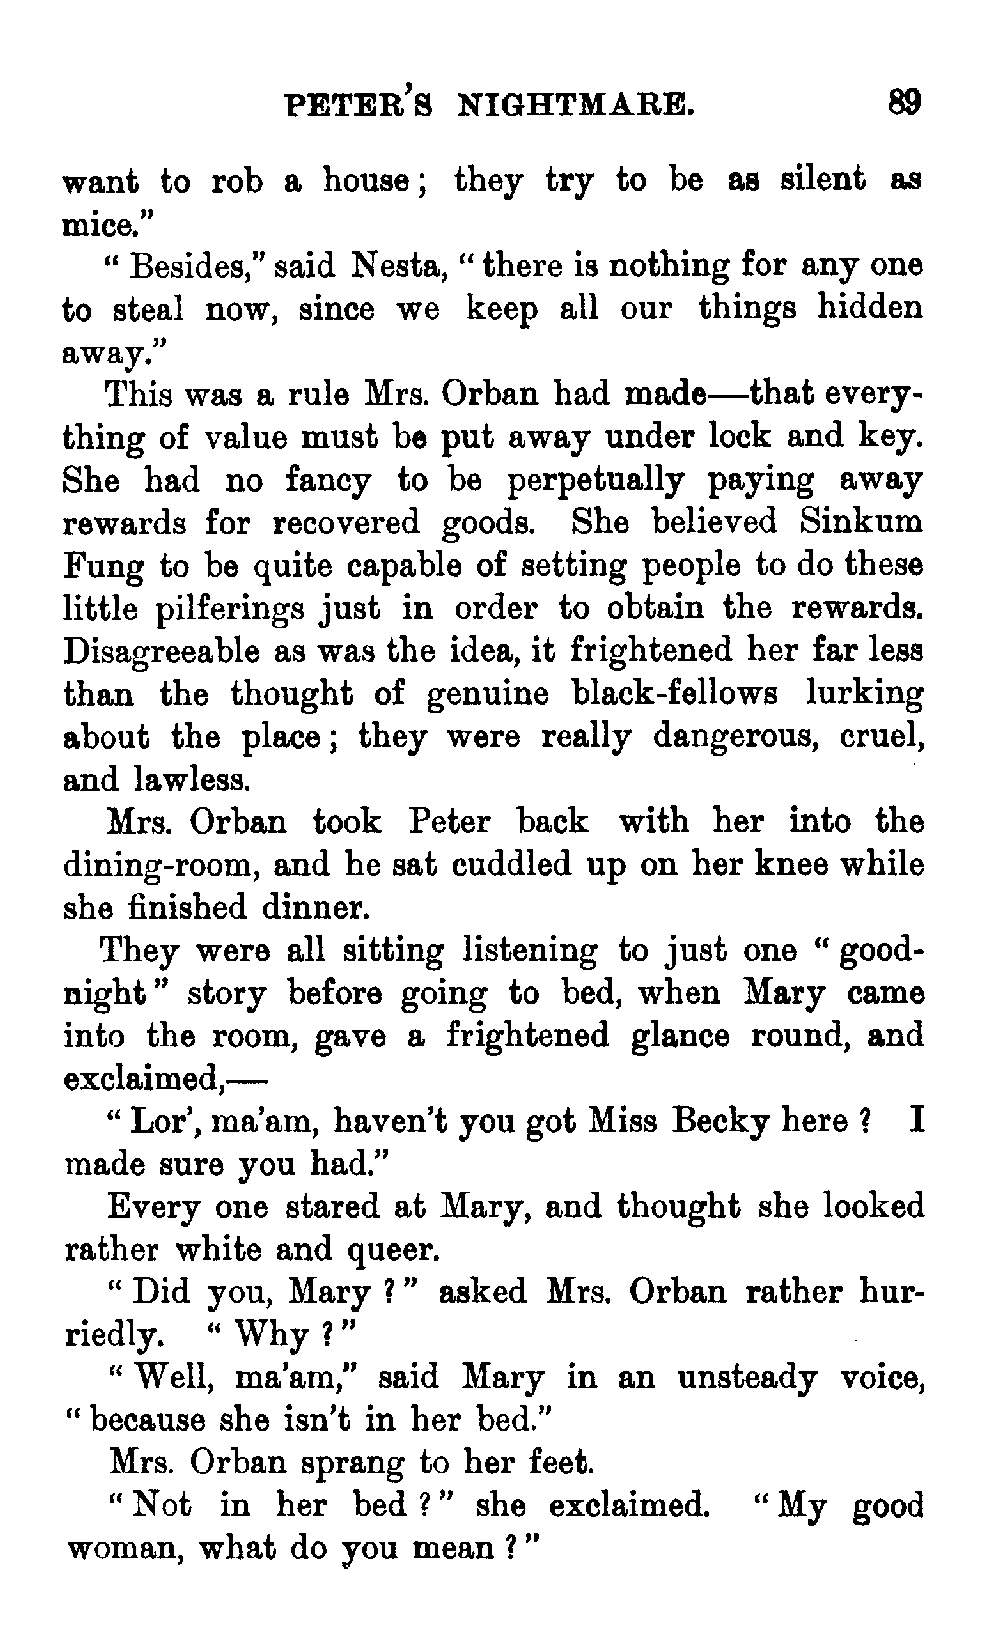 PETER'S NIGHTMARE. 89
want to rob a house; they try to be as silent as
mice."
"Besides," said Nesta, "there is nothing for any one
to steal now, since we keep all our things hidden
away."
This was a rule Mrs. Orban had made—that every-
thing of value must be put away under lock and key.
She had no fancy to be perpetually paying away
rewards for recovered goods. She believed Sinkum
Fung to be quite capable of setting people to do these
little pilferings just in order to obtain the rewards.
Disagreeable as was the idea, it frightened her far less
than the thought of genuine black-fellows lurking
about the place; they were really dangerous, cruel,
and lawless.
Mrs. Orban took Peter back with her into the
dining-room, and he sat cuddled up on her knee while
she finished dinner.
They were all sitting listening to just one "good-
night" story before going to bed, when Mary came
into the room, gave a frightened glance round, and
exclaimed,—
"Lor', ma'am, haven't you got Miss Becky here? I
made sure you had."
Every one stared at Mary, and thought she looked
rather white and queer.
"Did you, Mary?" asked Mrs. Orban rather hur-
riedly. "Why?"
"Well, ma'am," said Mary in an unsteady voice,
"because she isn't in her bed."
Mrs. Orban sprang to her feet.
"Not in her bed?" she exclaimed. "My good
woman, what do you mean?"